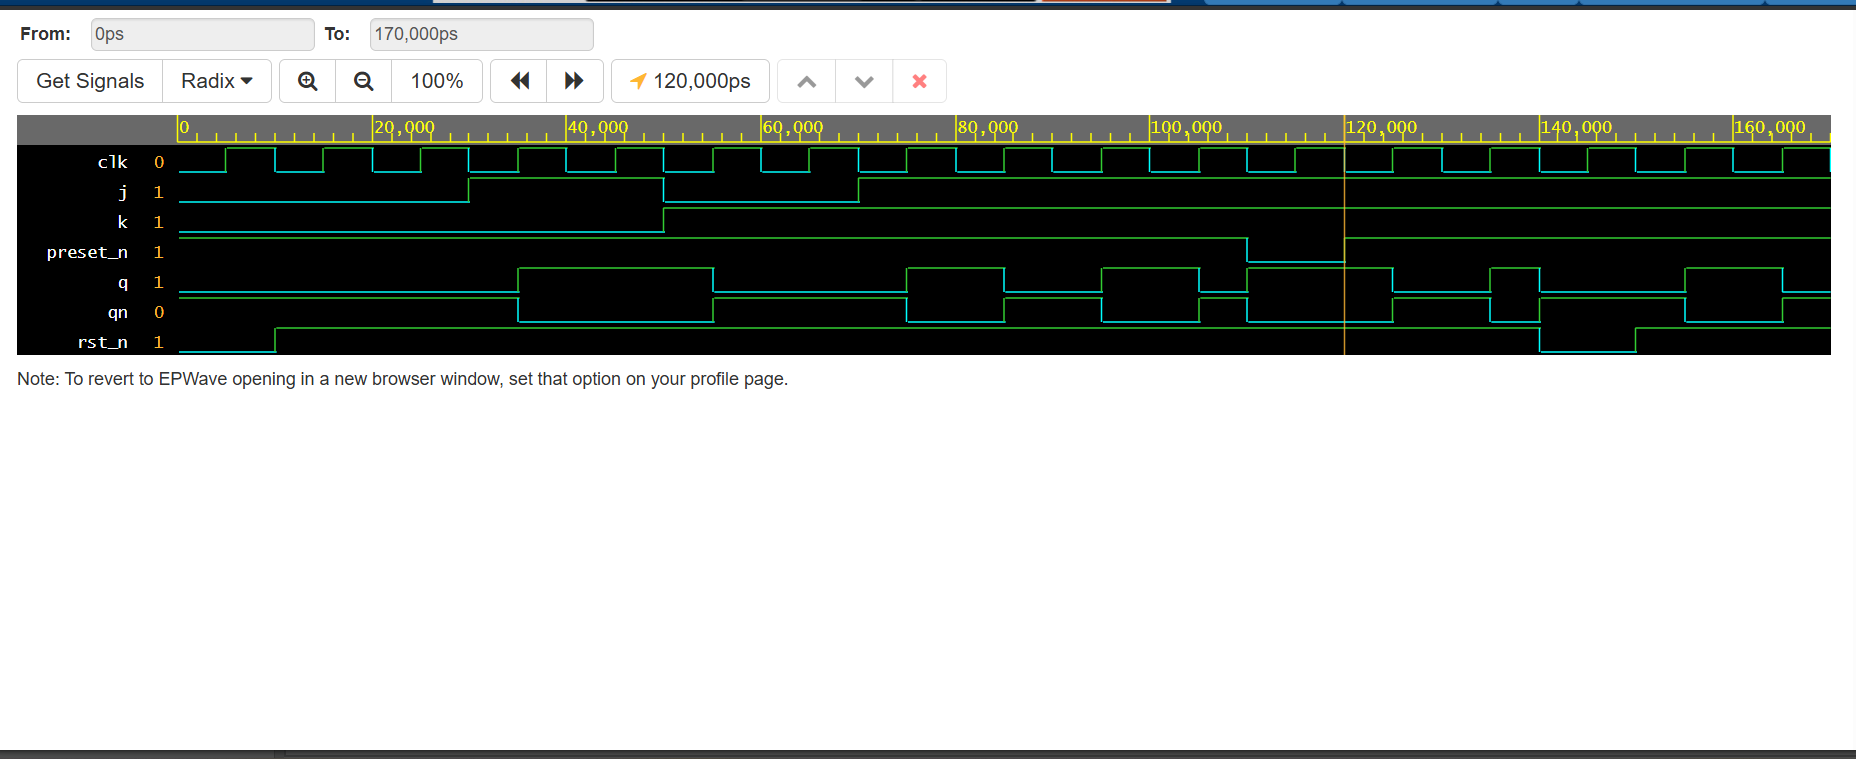 From: 0ps To: 170,000ps
Get Signals Radix 100% 120,000ps
0 20,000 40,000 60,000 80,000 100,000 120,000 140,000 160,000
clk 0
j 1
k 1
preset_n 1
q 1
qn 0
rst_n 1
Note: To revert to EPWave opening in a new browser window, set that option on your profile page.